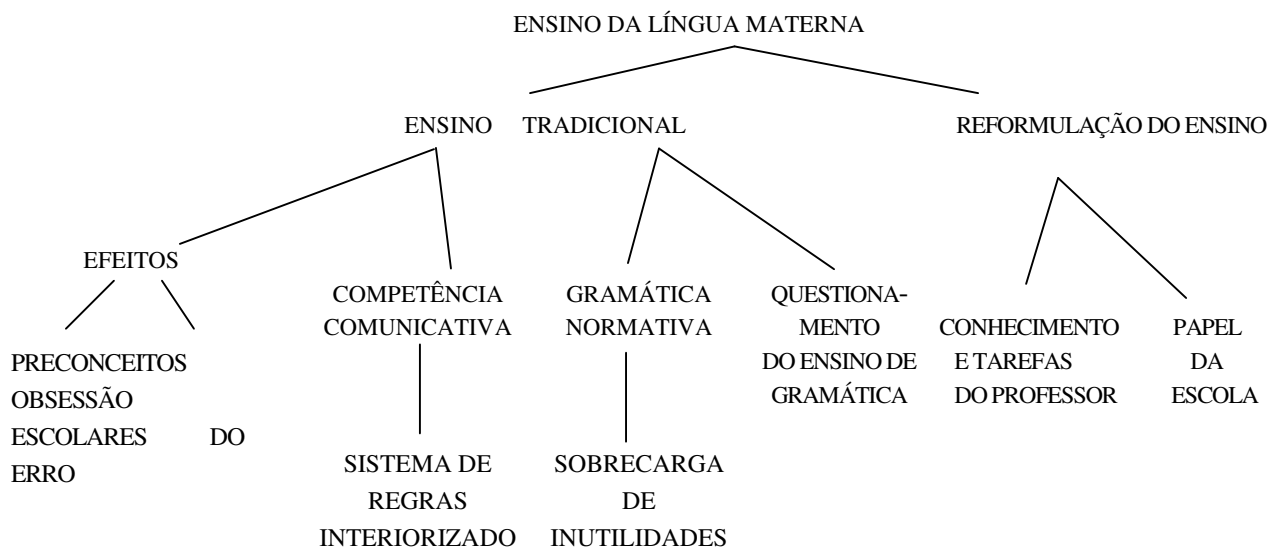 ENSINO DA LÍNGUA MATERNA
ENSINO TRADICIONAL
REFORMULAÇÃO DO ENSINO
EFEITOS
PRECONCEITOS
OBSESSÃO
ESCOLARES DO
ERRO
COMPETÊNCIA
COMUNICATIVA
SISTEMA DE
REGRAS
INTERIORIZADO
GRAMÁTICA
NORMATIVA
SOBRECARGA
DE
INUTILIDADES
QUESTIONA-
MENTO
DO ENSINO DE
GRAMÁTICA
CONHECIMENTO
E TAREFAS
DO PROFESSOR
PAPEL
DA
ESCOLA